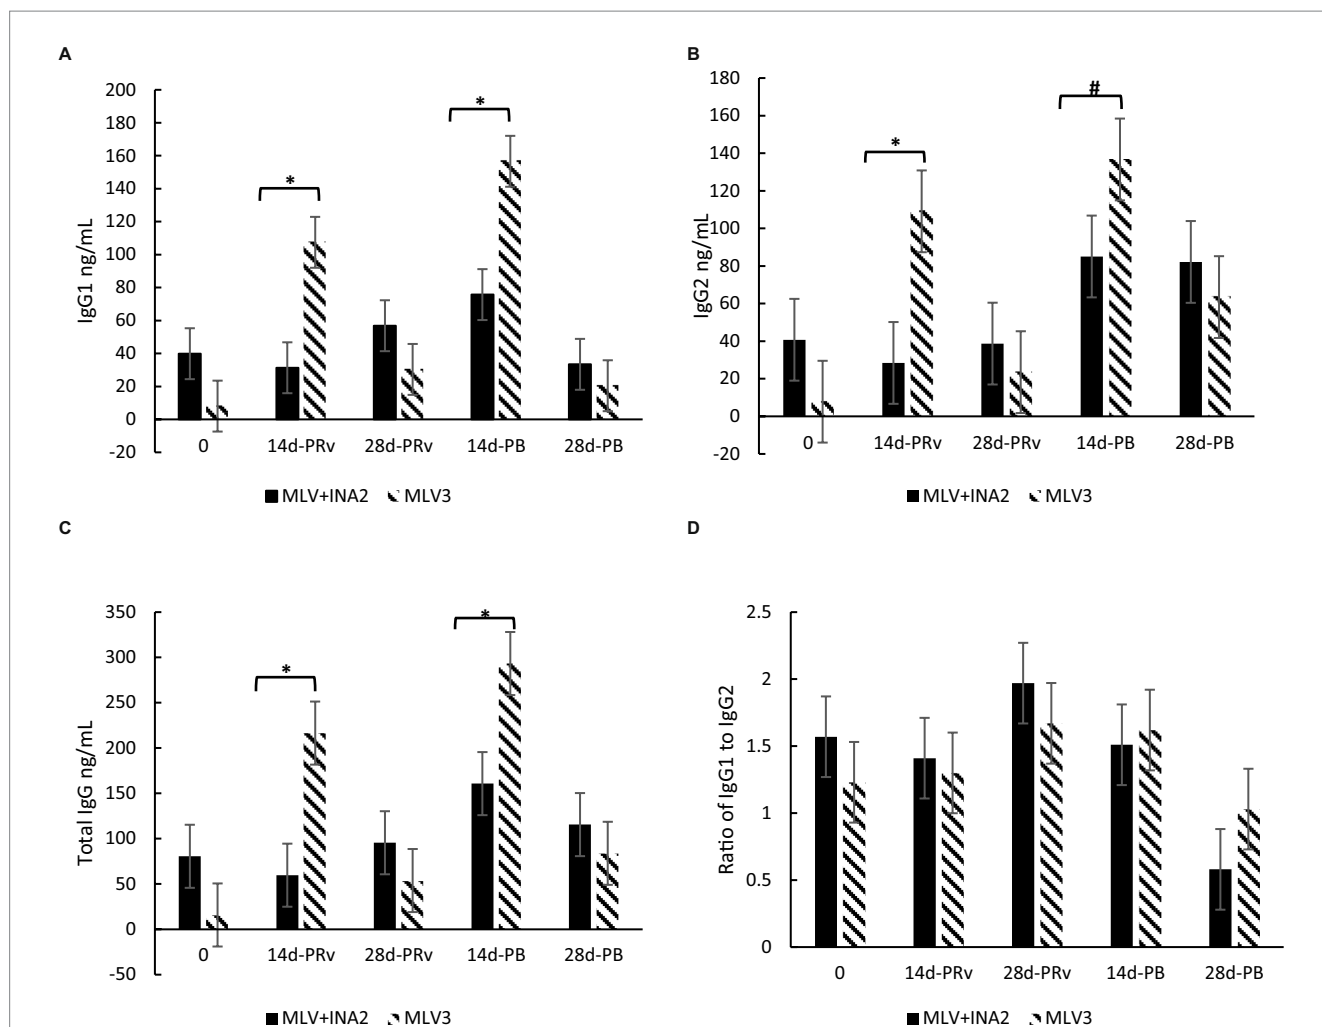 A
200
180
160
140
120
100
80
60
40
20
0
-20
IgG1 ng/mL
*
*
0 14d-PRv 28d-PRv 14d-PB 28d-PB
MLV+INA2 MLV3
B
180
160
140
120
100
80
60
40
20
0
-20
IgG2 ng/mL
*
#
0 14d-PRv 28d-PRv 14d-PB 28d-PB
MLV+INA2 MLV3
C
350
300
250
200
150
100
50
0
-50
Total IgG ng/mL
*
*
0 14d-PRv 28d-PRv 14d-PB 28d-PB
MLV+INA2 MLV3
D
2.5
2
1.5
1
0.5
0
Ratio of IgG1 to IgG2
0 14d-PRv 28d-PRv 14d-PB 28d-PB
MLV+INA2 MLV3